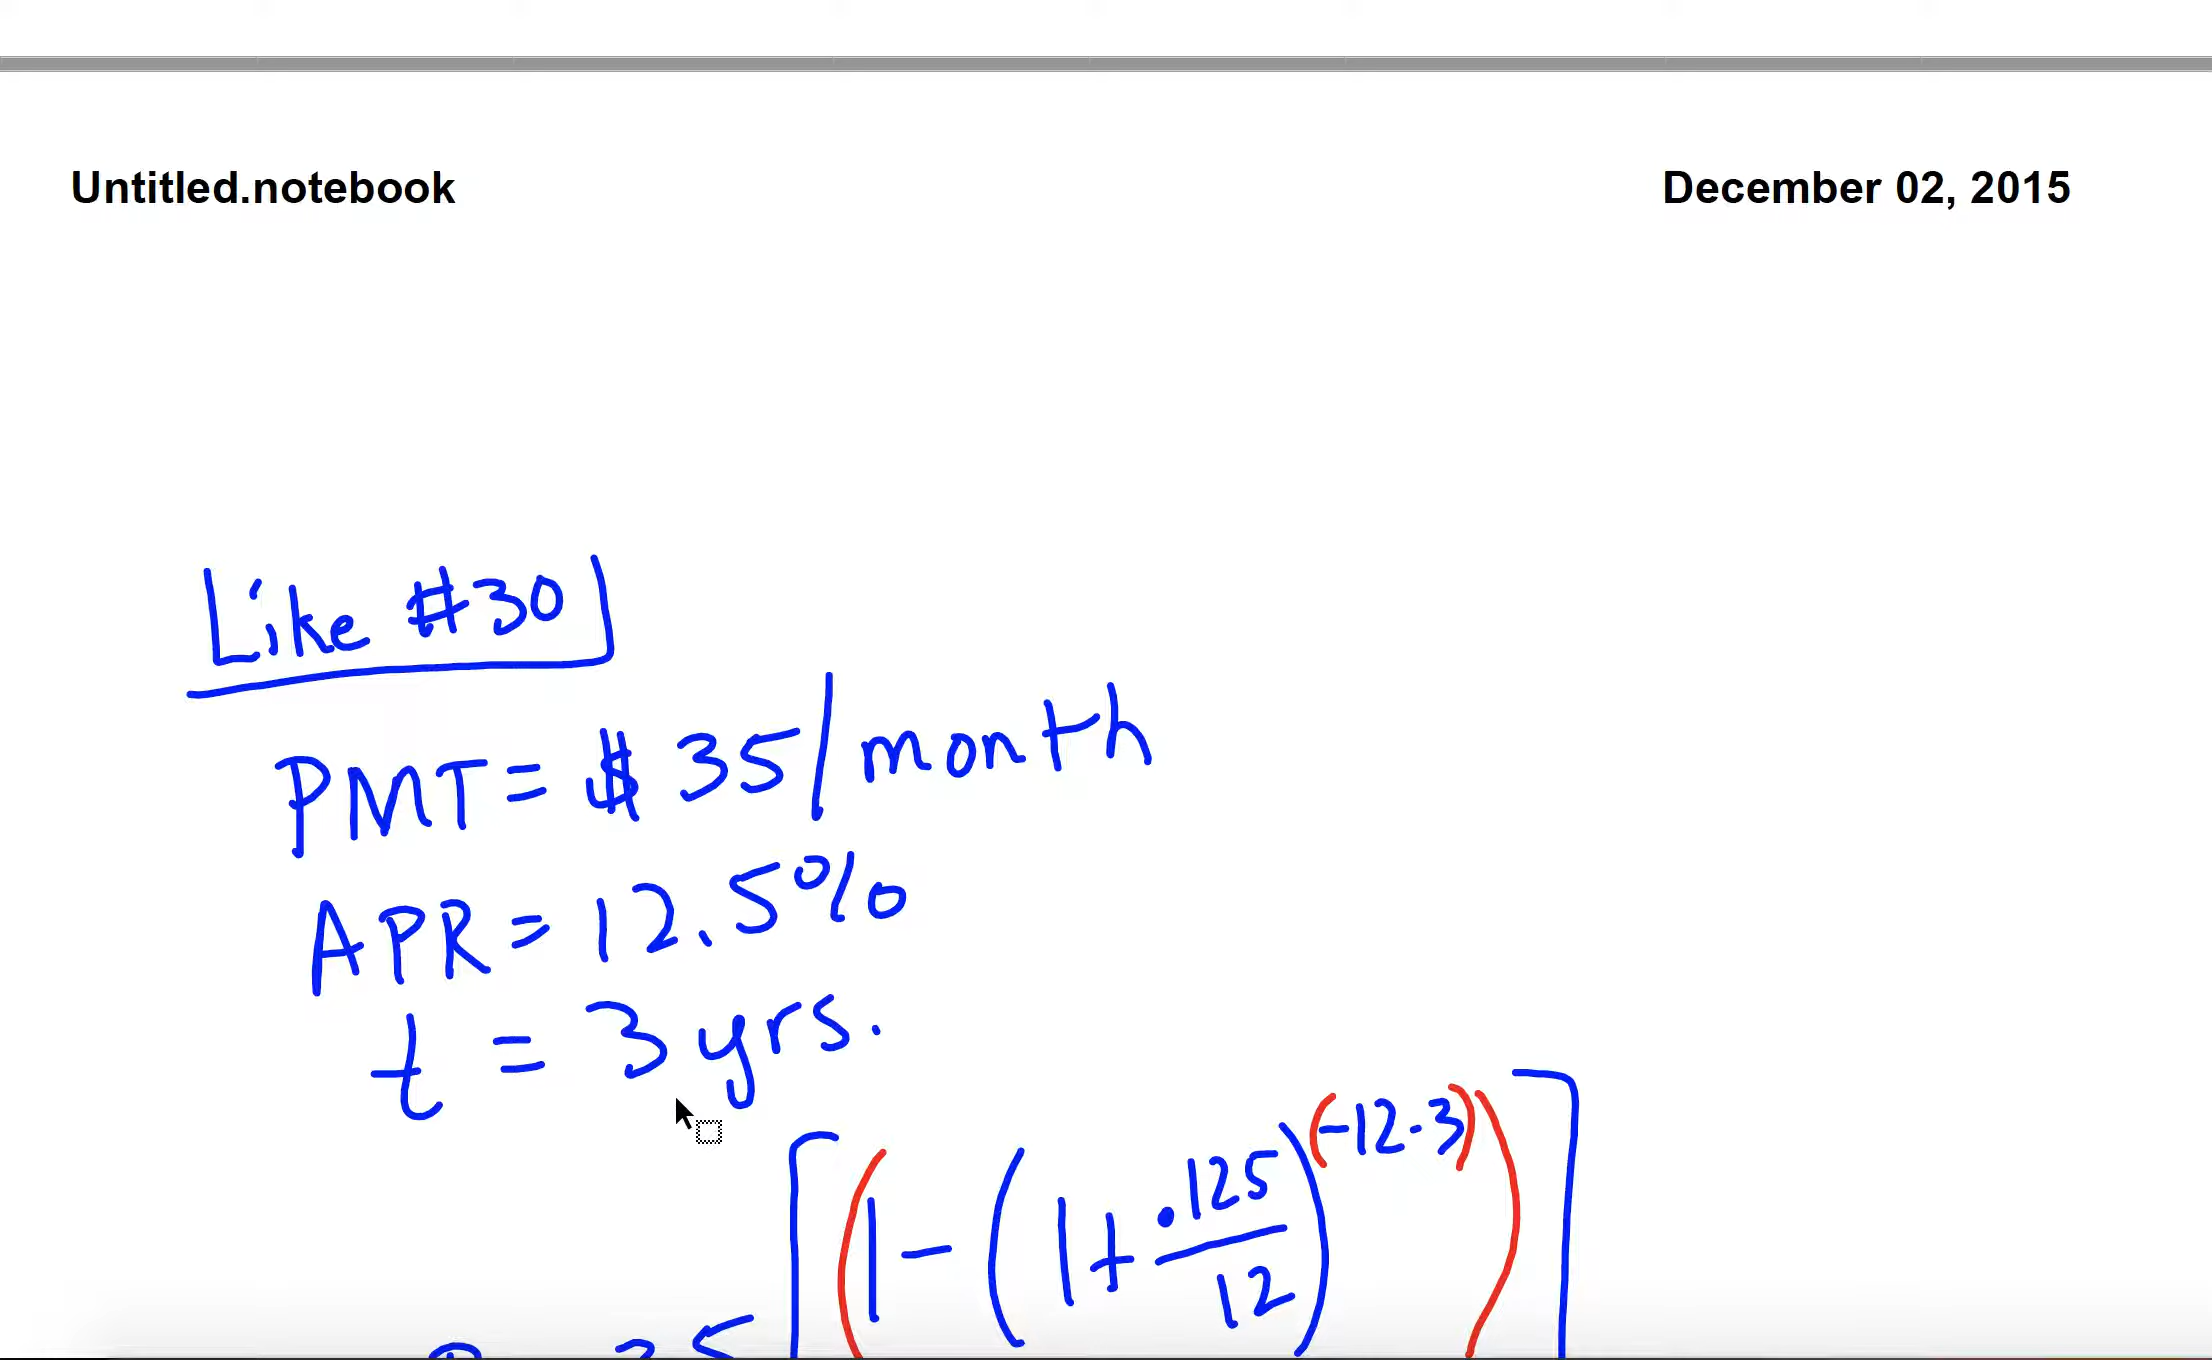 Untitled.notebook
December 02, 2015
Like #30
PMT = $ 35/month
APR = 12.5%
t = 3 yrs.
(-12·3)
(1 - (1 + .125
12
35